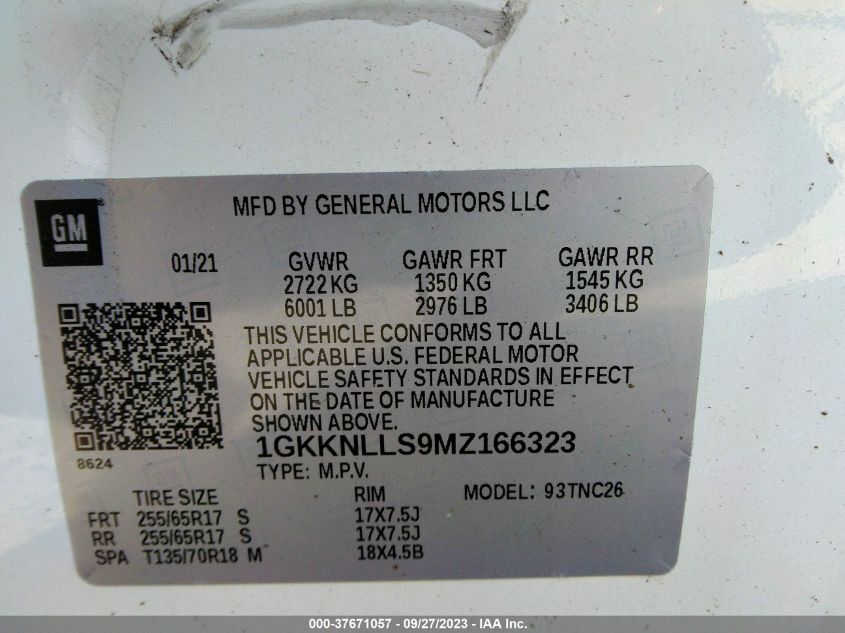 GM
MFD BY GENERAL MOTORS LLC
01/21
GVWR GAWR FRT GAWR RR
2722 KG 1350 KG 1545 KG
6001 LB 2976 LB 3406 LB
THIS VEHICLE CONFORMS TO ALL
APPLICABLE U.S. FEDERAL MOTOR
VEHICLE SAFETY STANDARDS IN EFFECT
ON THE DATE OF MANUFACTURE
SHOWN ABOVE.
8624
1GKKNLLS9MZ166323
TYPE: M.P.V.
TIRE SIZE RIM MODEL: 93TNC26
FRT 255/65R17 S 17X7.5J
RR 255/65R17 S 17X7.5J
SPA T135/70R18 M 18X4.5B
000-37671057 - 09/27/2023 - IAA Inc.